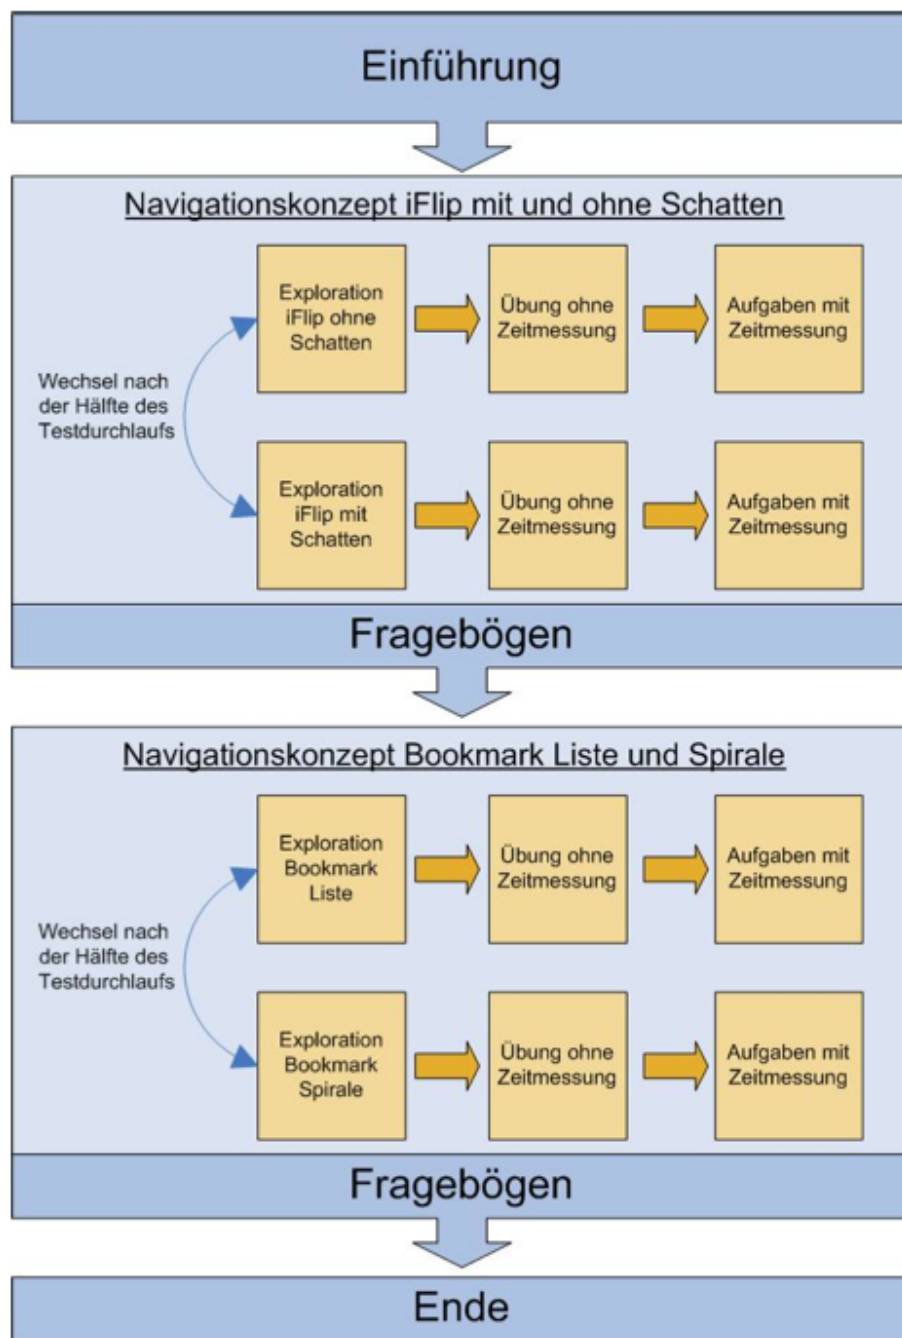 Einführung
Navigationskonzept iFlip mit und ohne Schatten
Exploration
iFlip ohne
Schatten
Übung ohne
Zeitmessung
Aufgaben mit
Zeitmessung
Wechsel nach
der Hälfte des
Testdurchlaufs
Exploration
iFlip mit
Schatten
Übung ohne
Zeitmessung
Aufgaben mit
Zeitmessung
Fragebögen
Navigationskonzept Bookmark Liste und Spirale
Exploration
Bookmark
Liste
Übung ohne
Zeitmessung
Aufgaben mit
Zeitmessung
Wechsel nach
der Hälfte des
Testdurchlaufs
Exploration
Bookmark
Spirale
Übung ohne
Zeitmessung
Aufgaben mit
Zeitmessung
Fragebögen
Ende